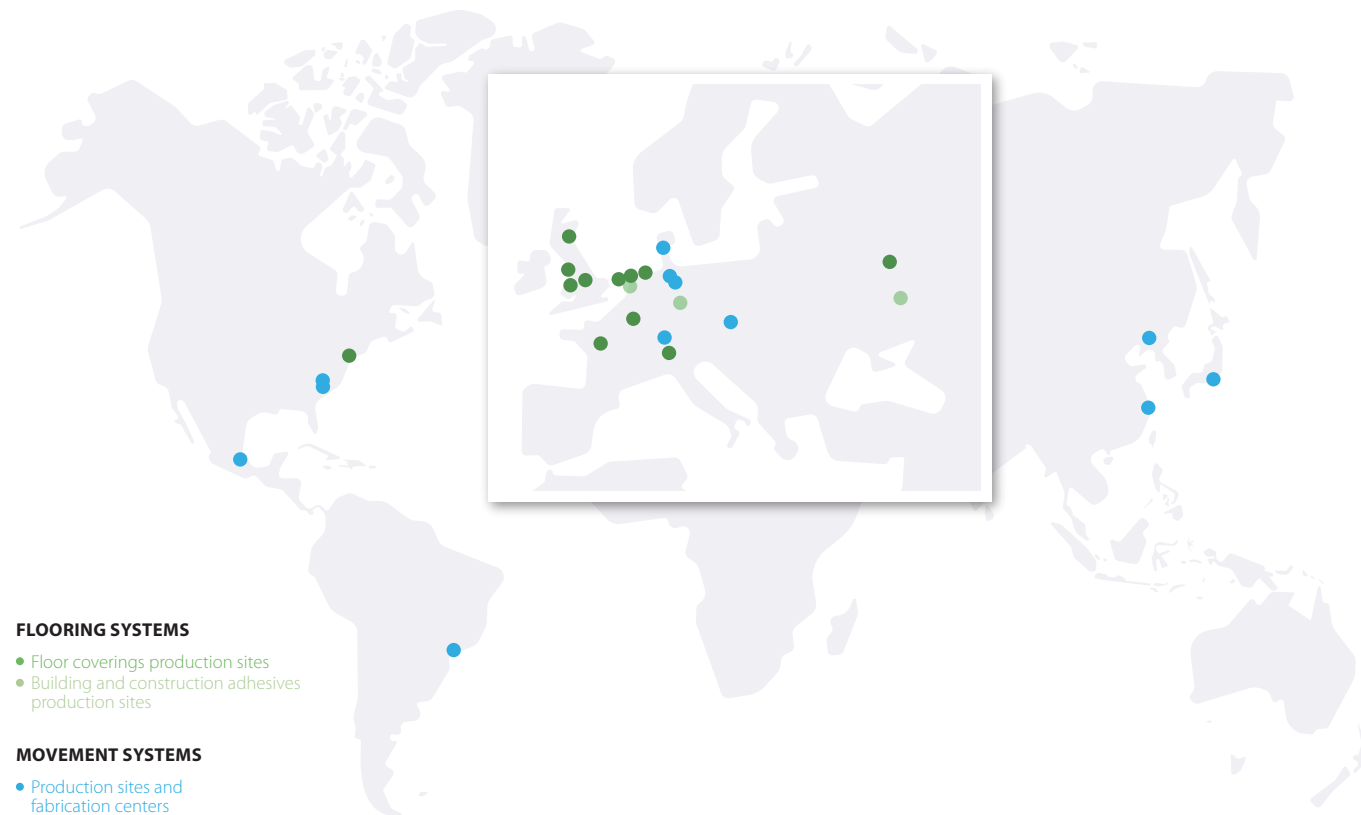 FLOORING SYSTEMS
Floor coverings production sites
Building and construction adhesives
production sites
MOVEMENT SYSTEMS
Production sites and
fabrication centers